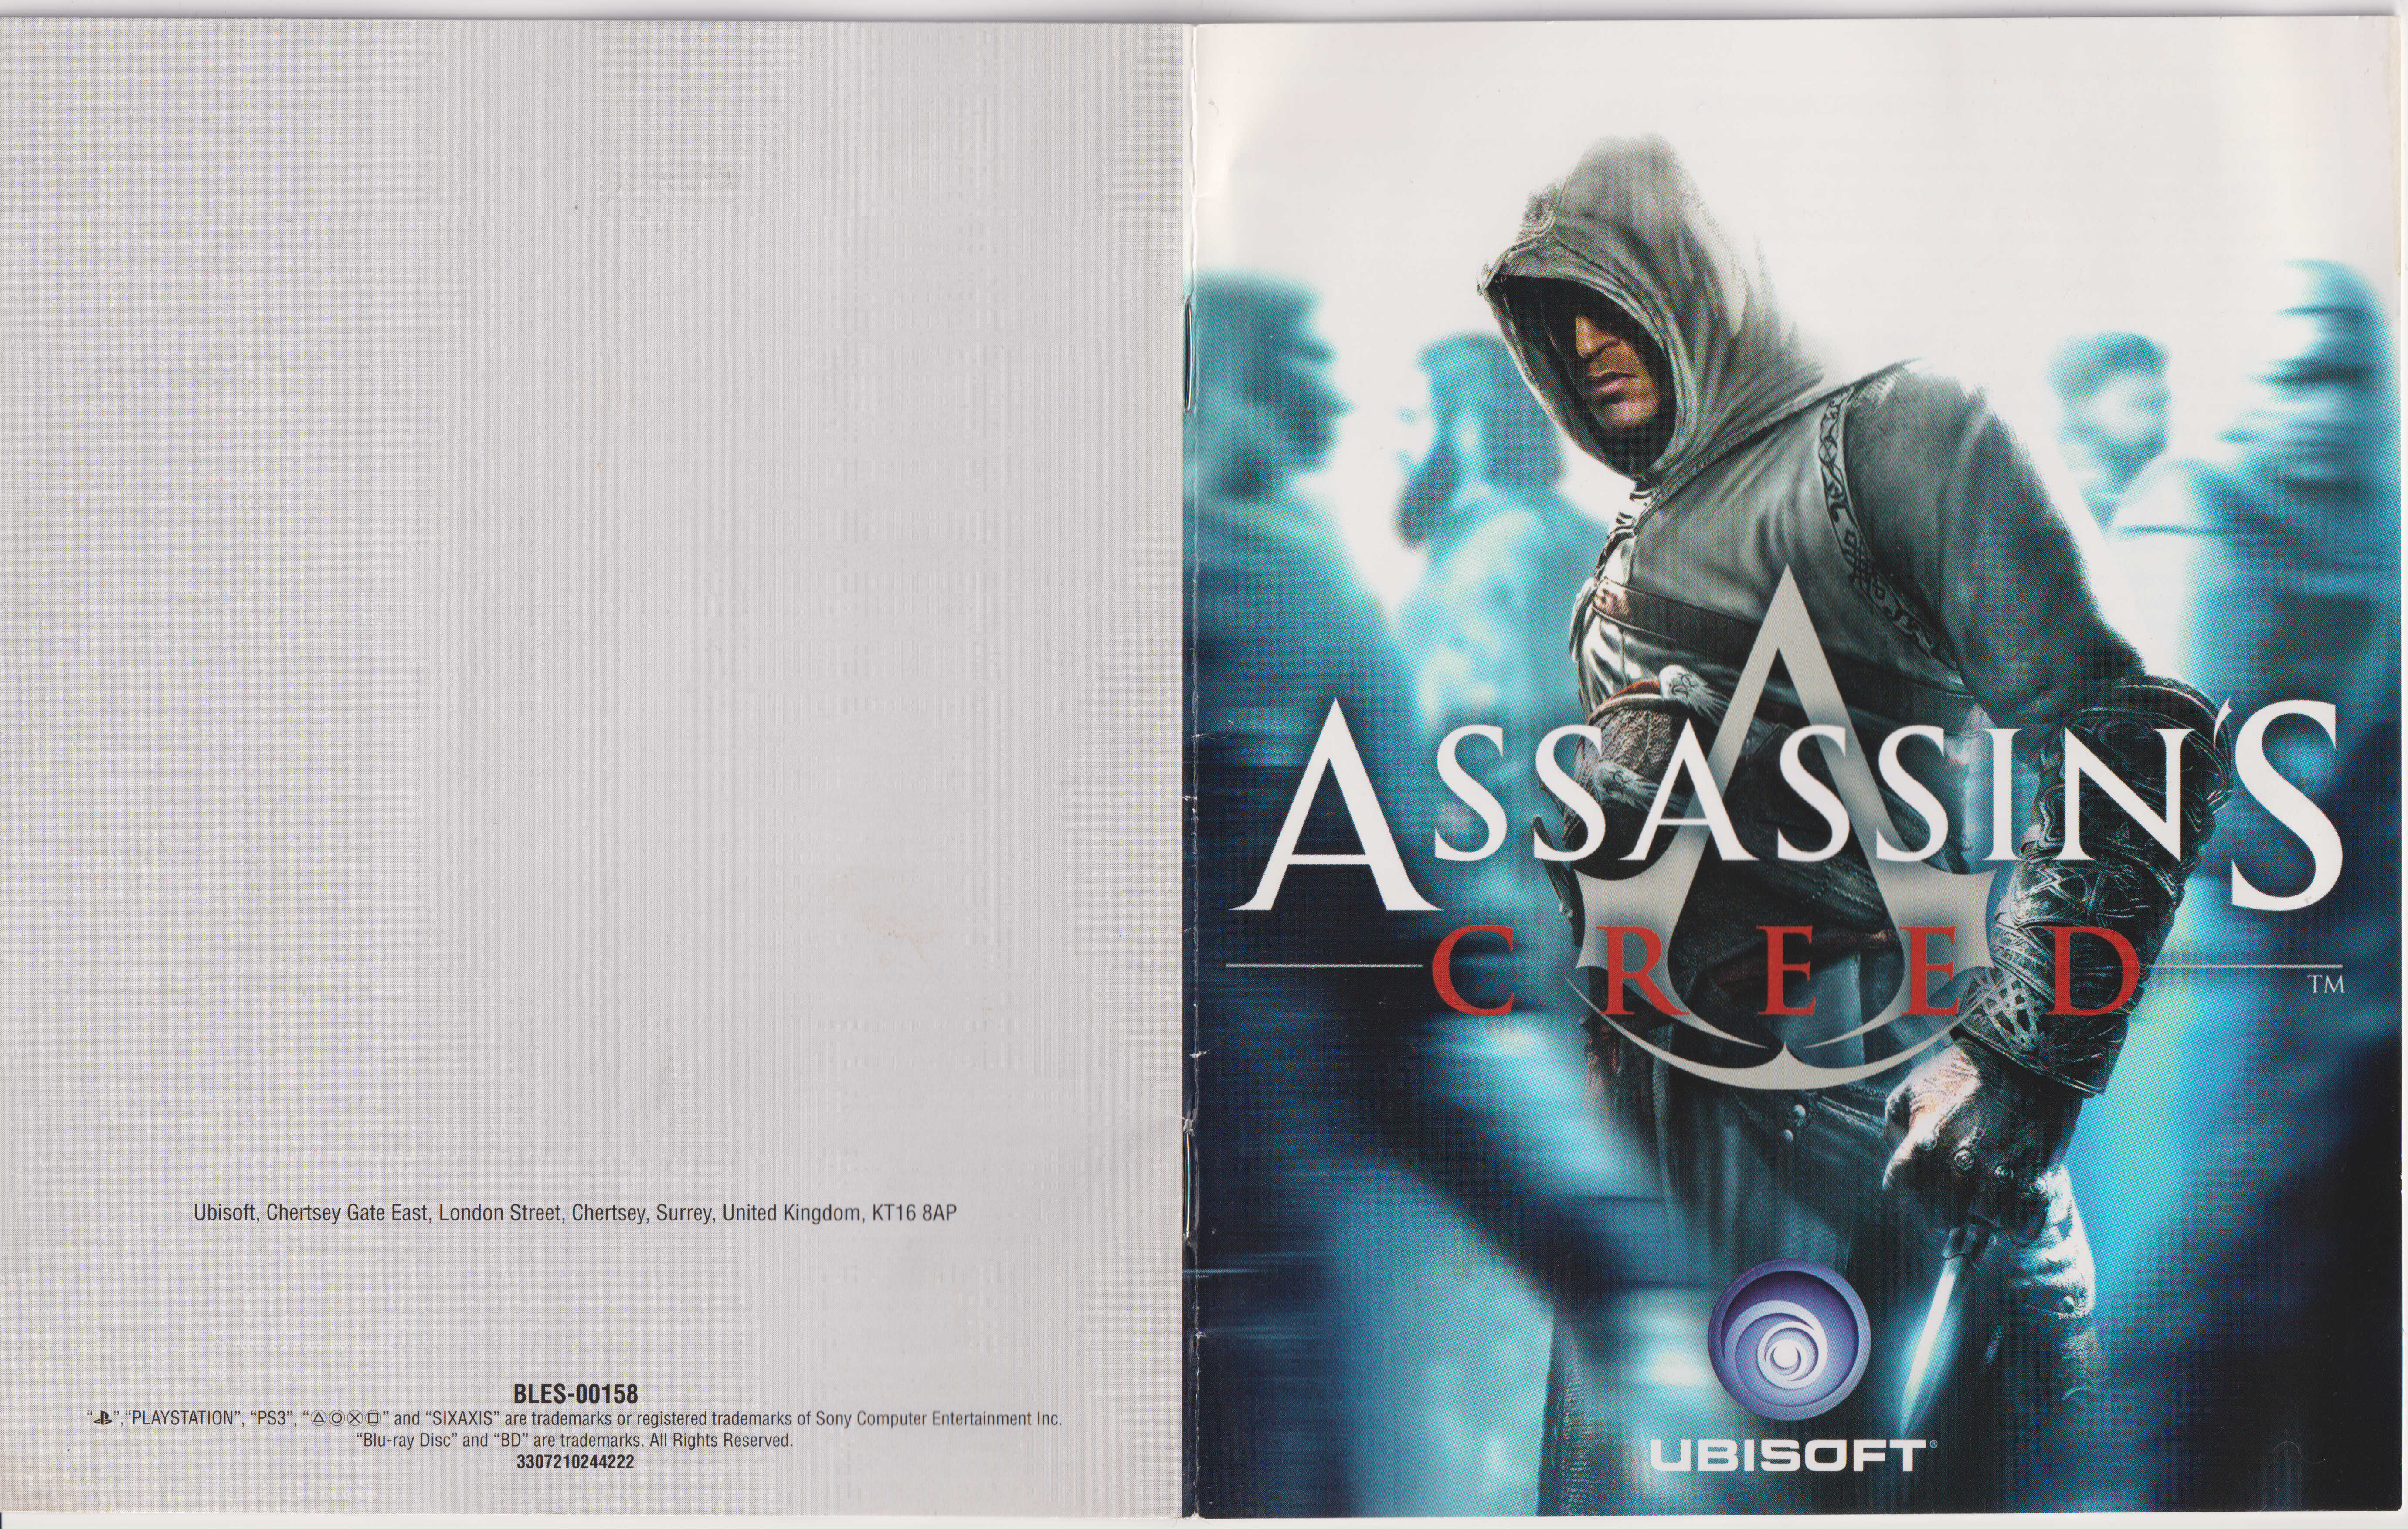 Ubisoft, Chertsey Gate East, London Street, Chertsey, Surrey, United Kingdom, KT16 8AP
BLES-00158
“”,“PLAYSTATION”, “PS3”, “△○✕□” and “SIXAXIS” are trademarks or registered trademarks of Sony Computer Entertainment Inc.
“Blu-ray Disc” and “BD” are trademarks. All Rights Reserved.
3307210244222
ASSASSIN'S
CREED
TM
UBISOFT®